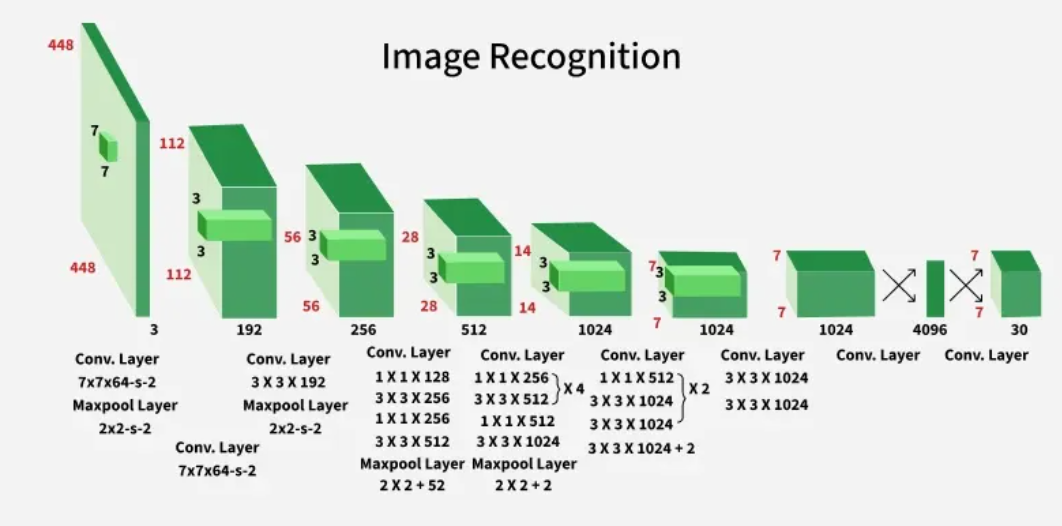 Image Recognition
448
7
7
448
3
112
3
3
112
192
56
3
3
56
256
28
3
3
28
512
14
3
3
14
1024
7
3
3
7
1024
7
7
1024
4096
7
7
30
Conv. Layer
7x7x64-s-2
Maxpool Layer
2x2-s-2
Conv. Layer
7x7x64-s-2
Conv. Layer
3 X 3 X 192
Maxpool Layer
2x2-s-2
Conv. Layer
1 X 1 X 128
3 X 3 X 256
1 X 1 X 256
3 X 3 X 512
Maxpool Layer
2 X 2 + 52
Conv. Layer
1 X 1 X 256
3 X 3 X 512
X 4
1 X 1 X 512
3 X 3 X 1024
Maxpool Layer
2 X 2 + 2
Conv. Layer
1 X 1 X 512
3 X 3 X 1024
X 2
3 X 3 X 1024
3 X 3 X 1024 + 2
Conv. Layer
3 X 3 X 1024
3 X 3 X 1024
Conv. Layer
Conv. Layer